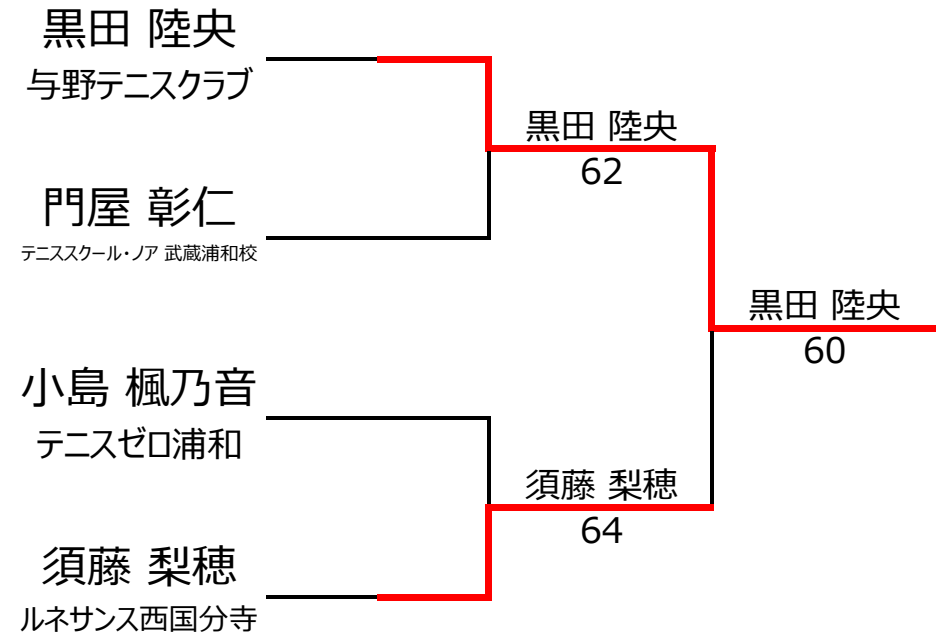 黒田 陸央
与野テニスクラブ
黒田 陸央
62
門屋 彰仁
テニススクール・ノア 武蔵浦和校
黒田 陸央
60
小島 楓乃音
テニスゼロ浦和
須藤 梨穂
64
須藤 梨穂
ルネサンス西国分寺